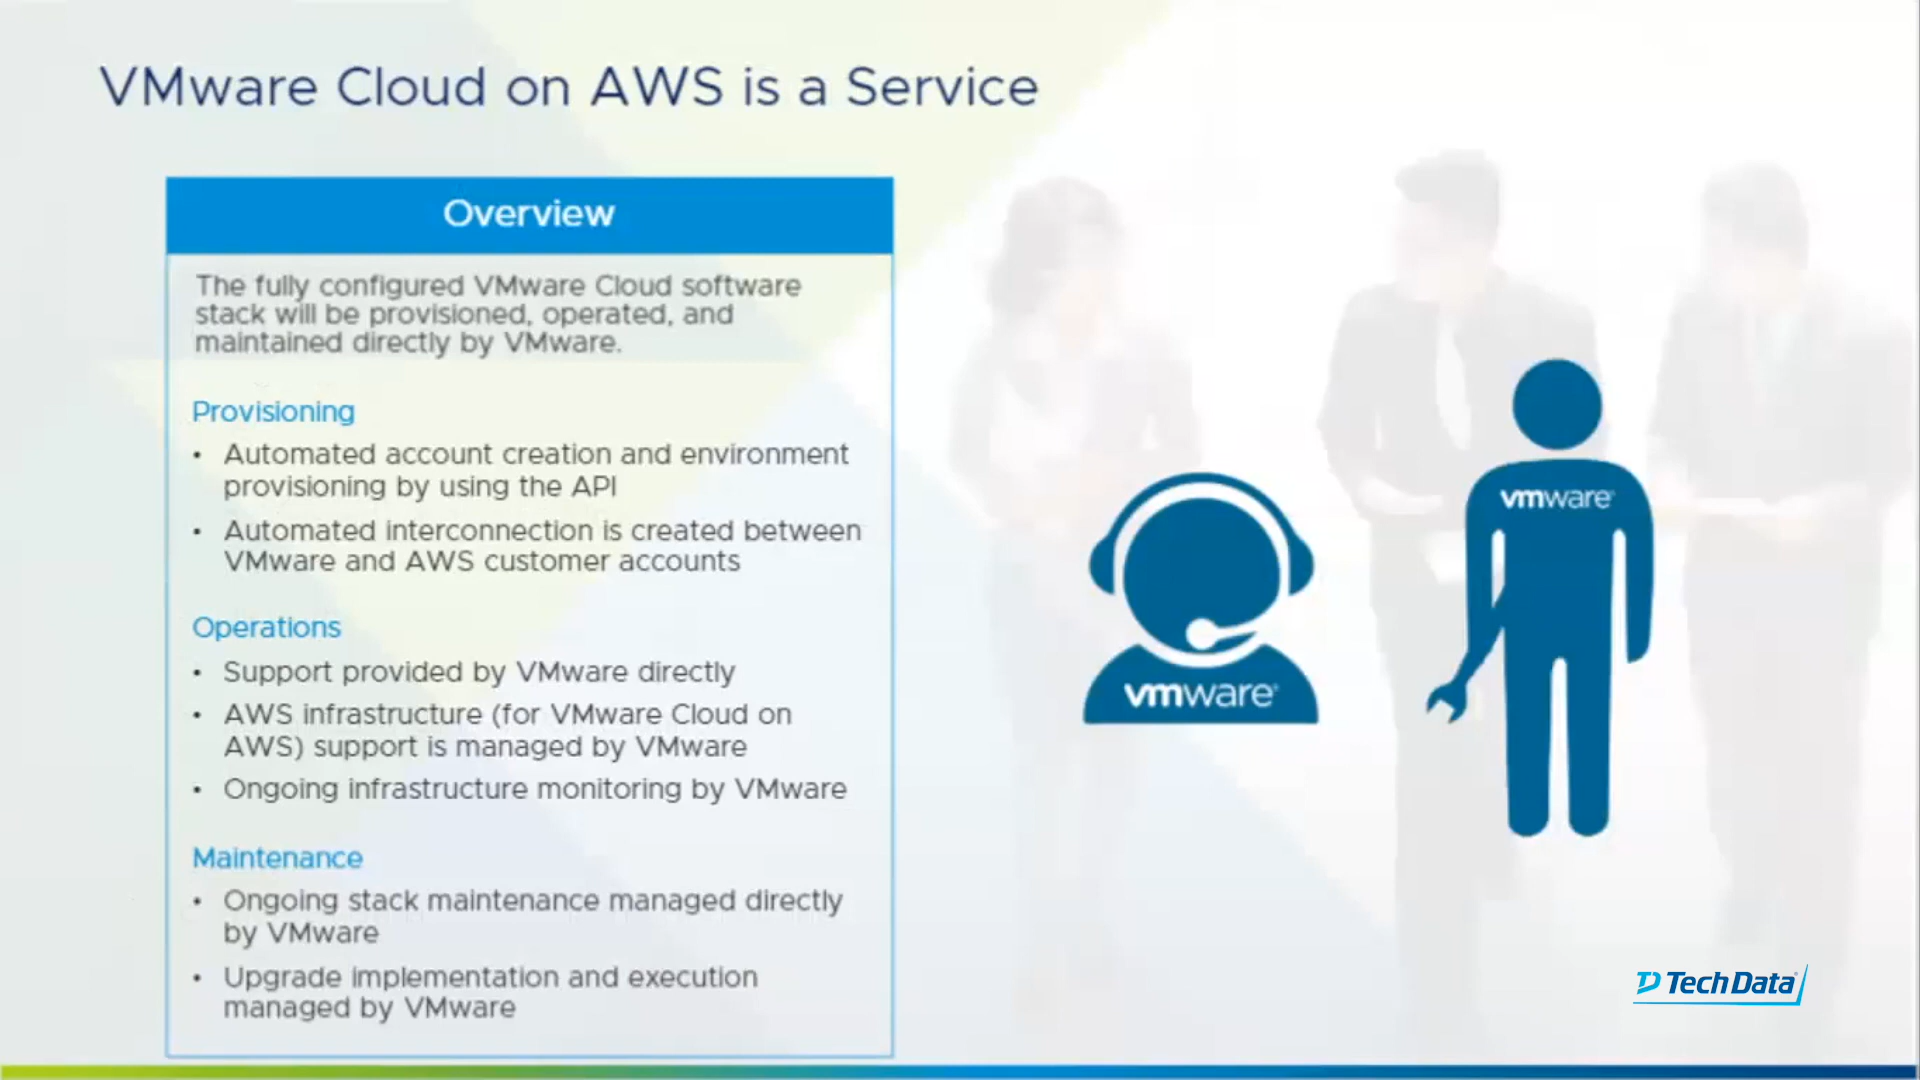 VMware Cloud on AWS is a Service
Overview
The fully configured VMware Cloud software
stack will be provisioned, operated, and
maintained directly by VMware.
Provisioning
• Automated account creation and environment
provisioning by using the API
• Automated interconnection is created between
VMware and AWS customer accounts
Operations
• Support provided by VMware directly
• AWS infrastructure (for VMware Cloud on
AWS) support is managed by VMware
• Ongoing infrastructure monitoring by VMware
Maintenance
• Ongoing stack maintenance managed directly
by VMware
• Upgrade implementation and execution
managed by VMware
vmware®
vmware®
TD Tech Data®